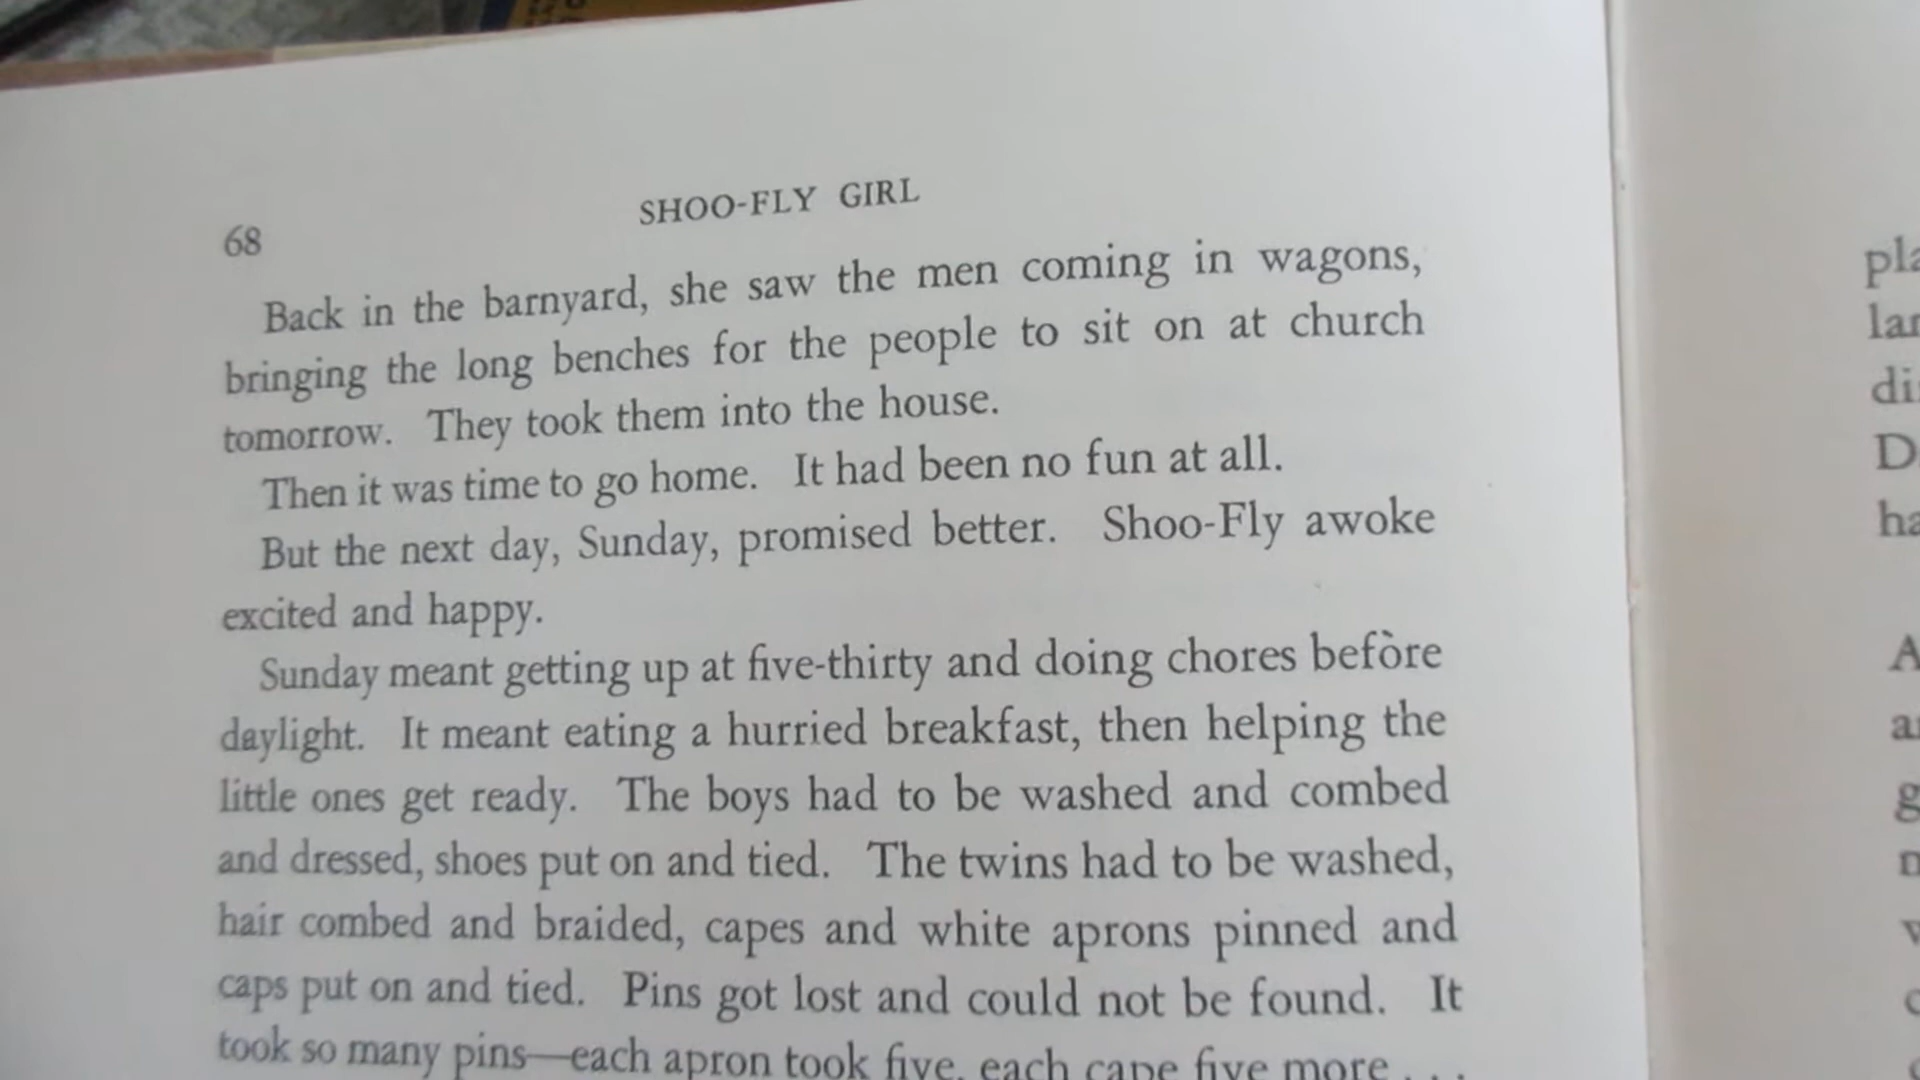 68
SHOO-FLY GIRL
Back in the barnyard, she saw the men coming in wagons,
bringing the long benches for the people to sit on at church
tomorrow. They took them into the house.
Then it was time to go home. It had been no fun at all.
But the next day, Sunday, promised better. Shoo-Fly awoke
excited and happy.
Sunday meant getting up at five-thirty and doing chores before
daylight. It meant eating a hurried breakfast, then helping the
little ones get ready. The boys had to be washed and combed
and dressed, shoes put on and tied. The twins had to be washed,
hair combed and braided, capes and white aprons pinned and
caps put on and tied. Pins got lost and could not be found. It
took so many pins—each apron took five, each cape five more . . .